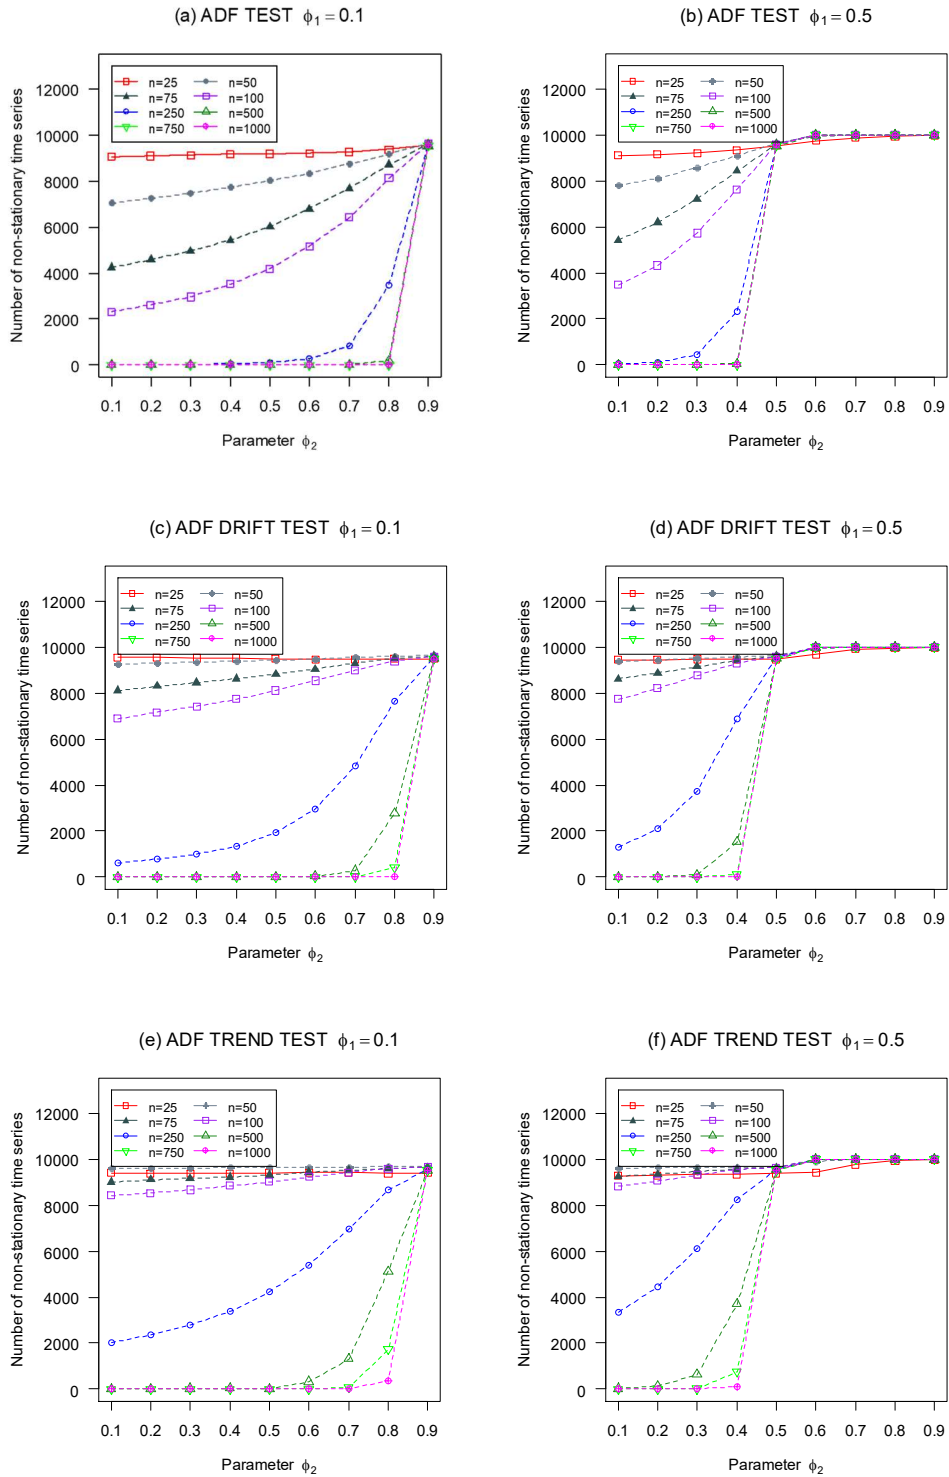 (a) ADF TEST ϕ1 = 0.1
Number of non-stationary time series
12000
10000
8000
6000
4000
2000
0
n=25 n=50
n=75 n=100
n=250 n=500
n=750 n=1000
0.1 0.2 0.3 0.4 0.5 0.6 0.7 0.8 0.9
Parameter ϕ2
(b) ADF TEST ϕ1 = 0.5
Number of non-stationary time series
12000
10000
8000
6000
4000
2000
0
n=25 n=50
n=75 n=100
n=250 n=500
n=750 n=1000
0.1 0.2 0.3 0.4 0.5 0.6 0.7 0.8 0.9
Parameter ϕ2
(c) ADF DRIFT TEST ϕ1 = 0.1
Number of non-stationary time series
12000
10000
8000
6000
4000
2000
0
n=25 n=50
n=75 n=100
n=250 n=500
n=750 n=1000
0.1 0.2 0.3 0.4 0.5 0.6 0.7 0.8 0.9
Parameter ϕ2
(d) ADF DRIFT TEST ϕ1 = 0.5
Number of non-stationary time series
12000
10000
8000
6000
4000
2000
0
n=25 n=50
n=75 n=100
n=250 n=500
n=750 n=1000
0.1 0.2 0.3 0.4 0.5 0.6 0.7 0.8 0.9
Parameter ϕ2
(e) ADF TREND TEST ϕ1 = 0.1
Number of non-stationary time series
12000
10000
8000
6000
4000
2000
0
n=25 n=50
n=75 n=100
n=250 n=500
n=750 n=1000
0.1 0.2 0.3 0.4 0.5 0.6 0.7 0.8 0.9
Parameter ϕ2
(f) ADF TREND TEST ϕ1 = 0.5
Number of non-stationary time series
12000
10000
8000
6000
4000
2000
0
n=25 n=50
n=75 n=100
n=250 n=500
n=750 n=1000
0.1 0.2 0.3 0.4 0.5 0.6 0.7 0.8 0.9
Parameter ϕ2